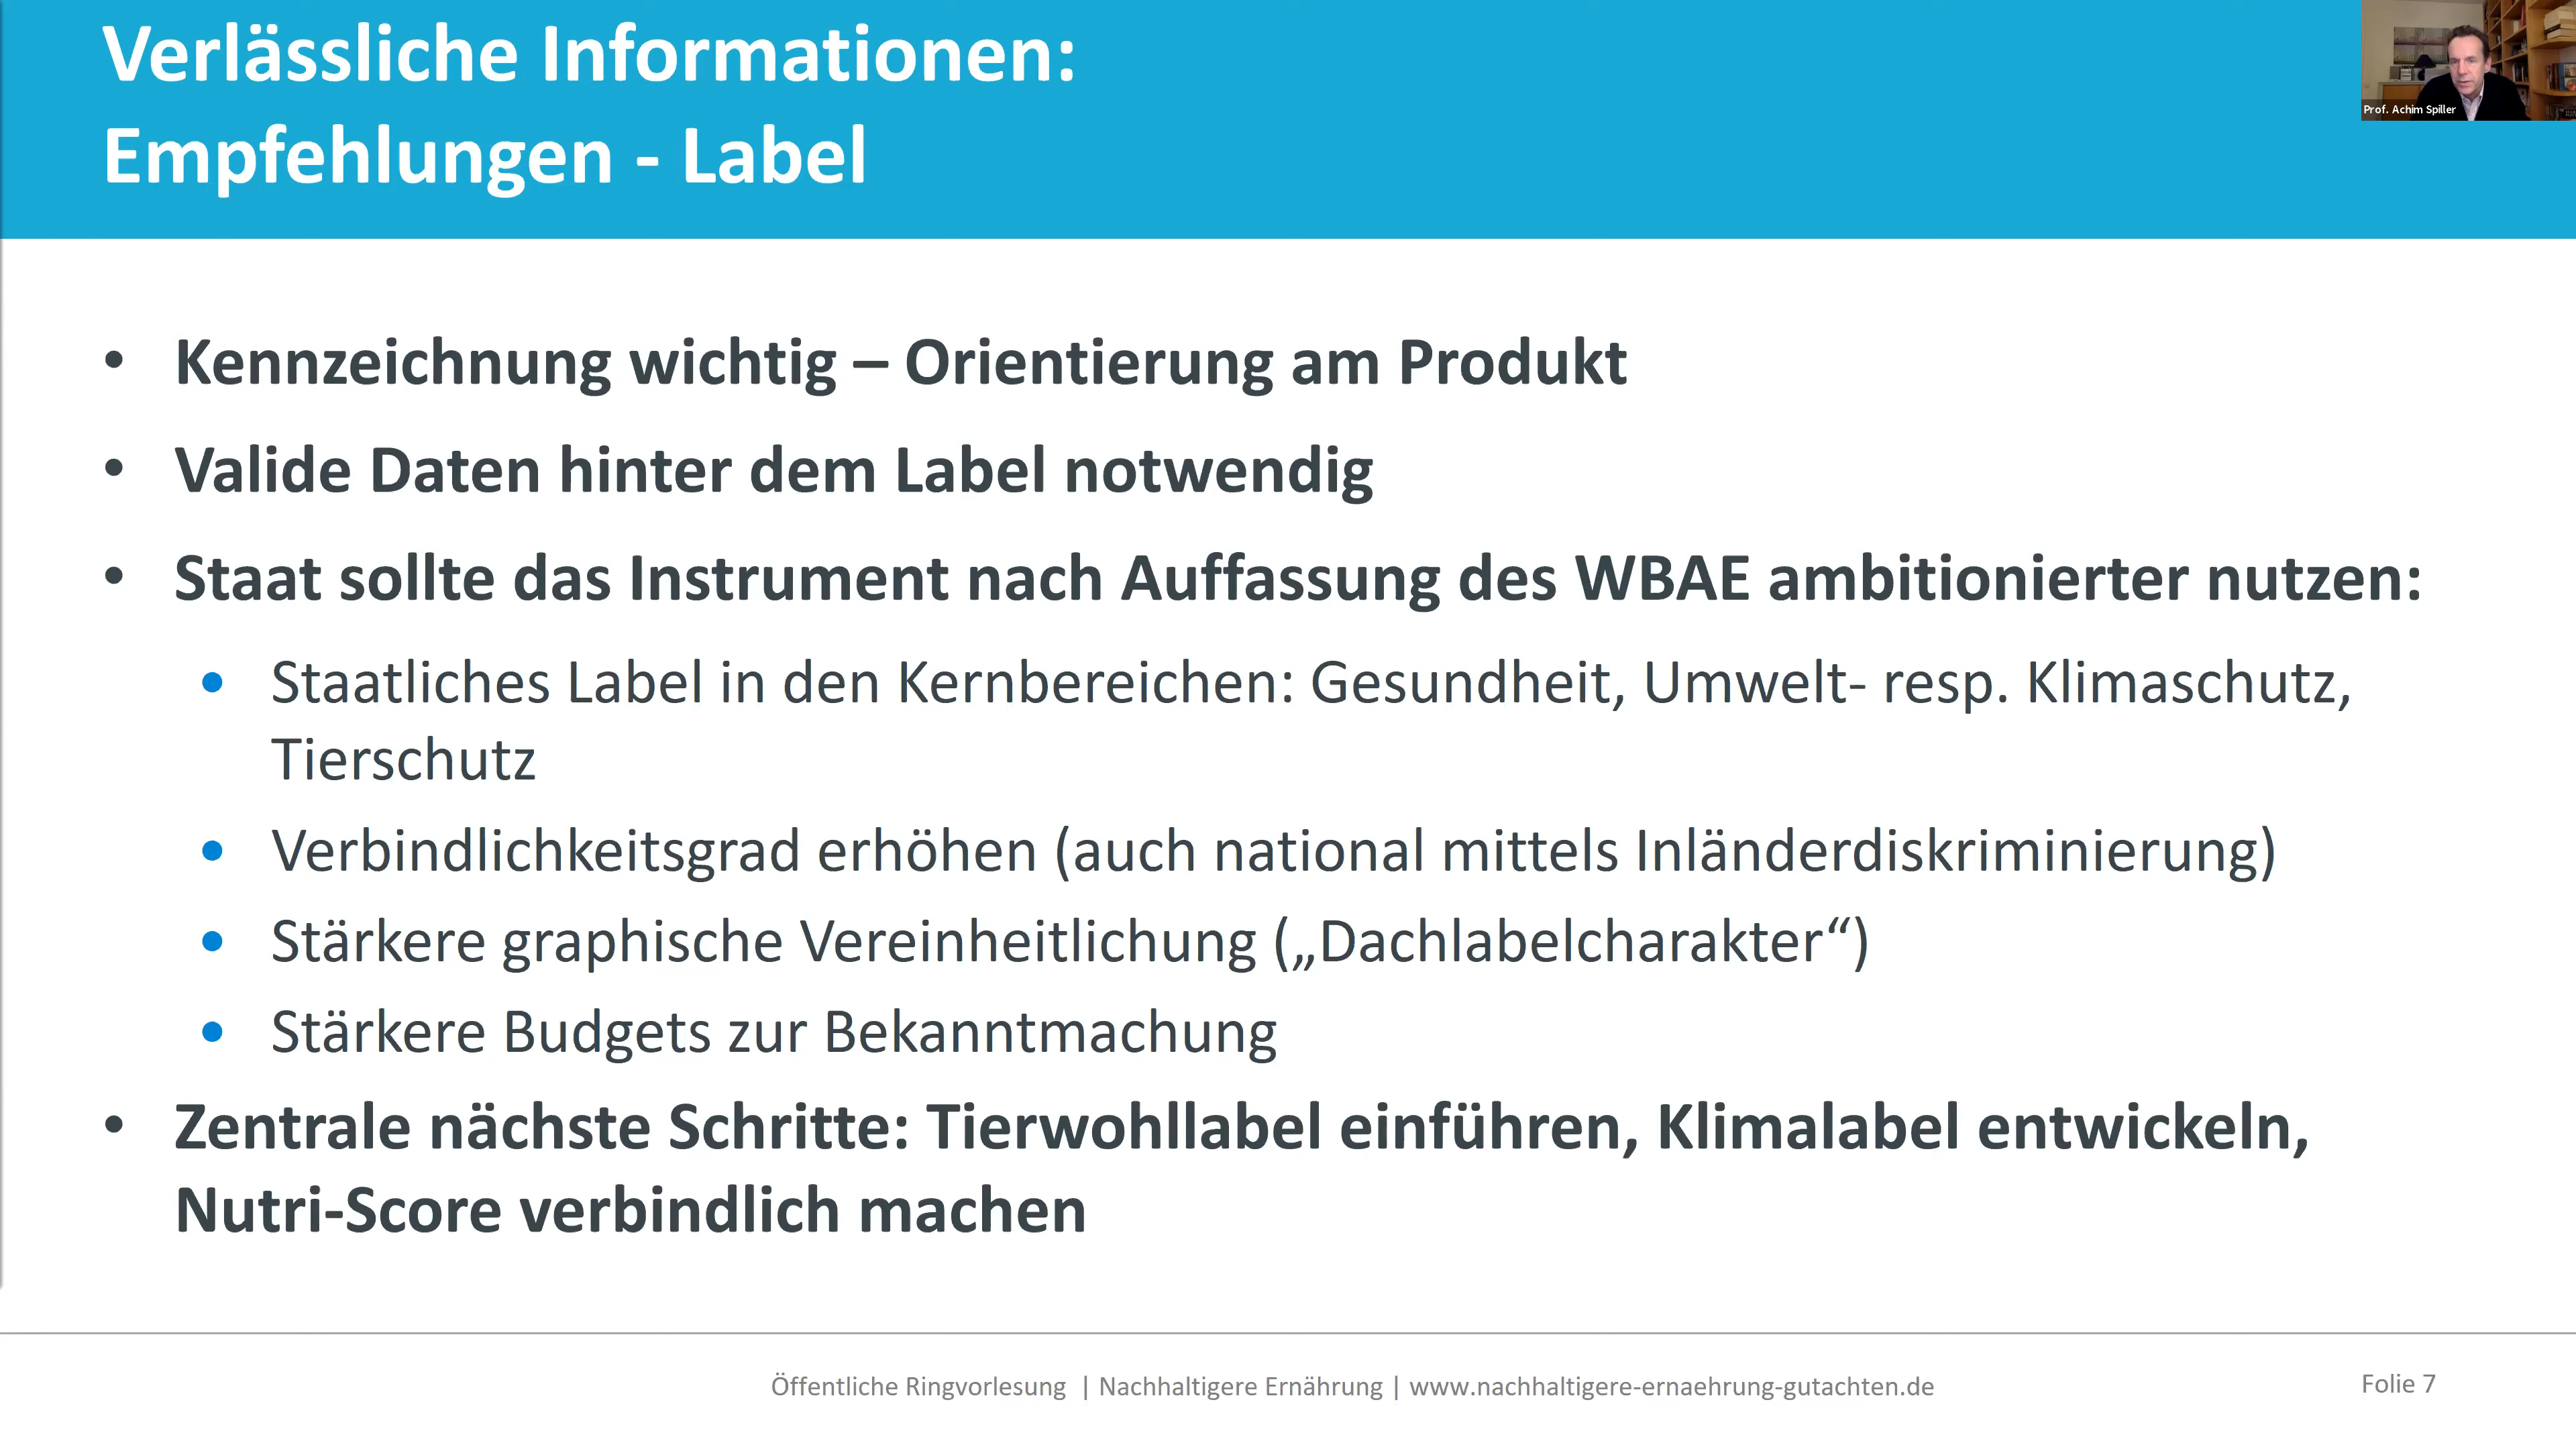 Verlässliche Informationen:
Empfehlungen - Label
Prof. Achim Spiller
• Kennzeichnung wichtig – Orientierung am Produkt
• Valide Daten hinter dem Label notwendig
• Staat sollte das Instrument nach Auffassung des WBAE ambitionierter nutzen:
• Staatliches Label in den Kernbereichen: Gesundheit, Umwelt- resp. Klimaschutz,
Tierschutz
• Verbindlichkeitsgrad erhöhen (auch national mittels Inländerdiskriminierung)
• Stärkere graphische Vereinheitlichung („Dachlabelcharakter“)
• Stärkere Budgets zur Bekanntmachung
• Zentrale nächste Schritte: Tierwohllabel einführen, Klimalabel entwickeln,
Nutri-Score verbindlich machen
Öffentliche Ringvorlesung | Nachhaltigere Ernährung | www.nachhaltigere-ernaehrung-gutachten.de
Folie 7